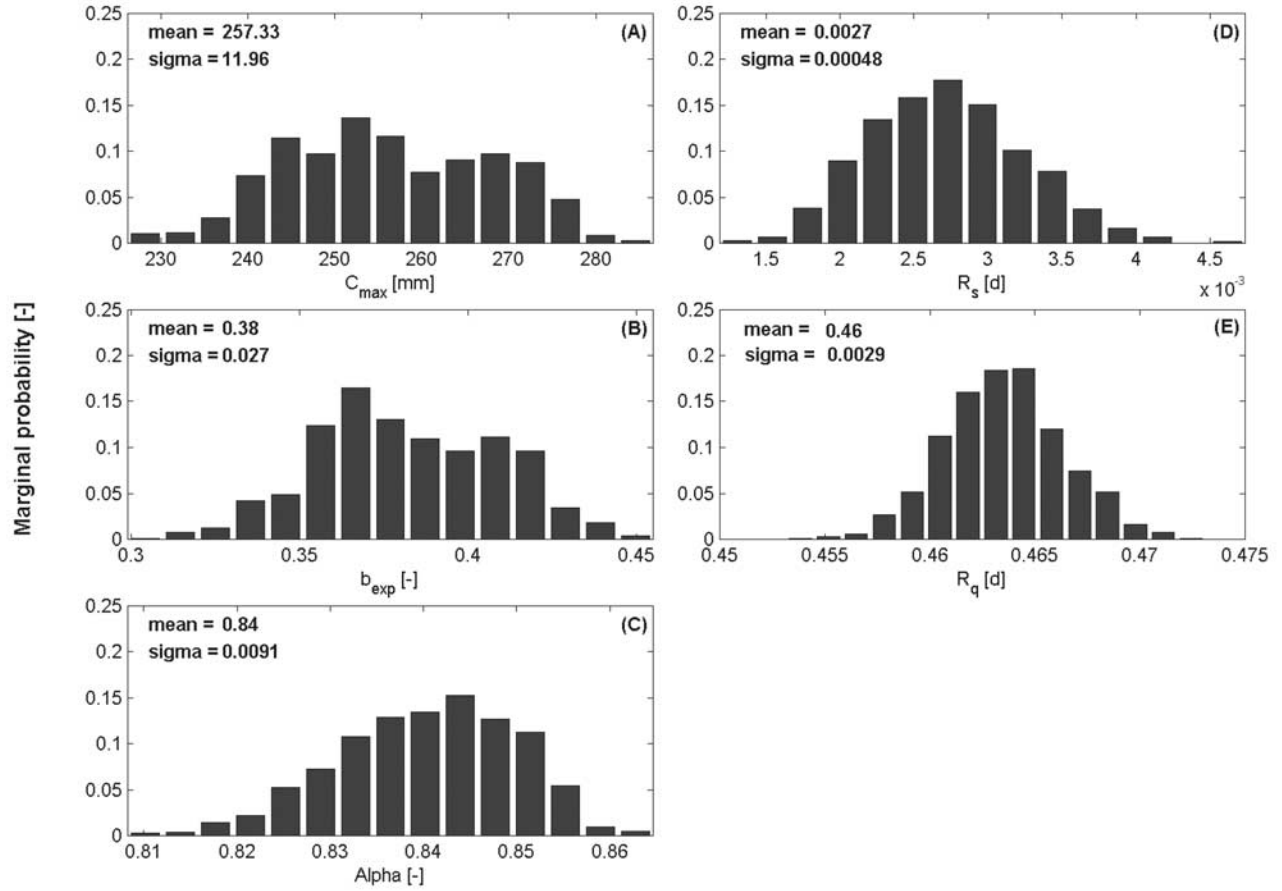 Marginal probability [-]
0.25
0.2
0.15
0.1
0.05
0
mean = 257.33
sigma = 11.96
(A)
230 240 250 260 270 280
C_max [mm]
0.25
0.2
0.15
0.1
0.05
0
mean = 0.0027
sigma = 0.00048
(D)
1.5 2 2.5 3 3.5 4 4.5
R_s [d]
x 10^-3
0.25
0.2
0.15
0.1
0.05
0
mean = 0.38
sigma = 0.027
(B)
0.3 0.35 0.4 0.45
b_exp [-]
0.25
0.2
0.15
0.1
0.05
0
mean = 0.46
sigma = 0.0029
(E)
0.45 0.455 0.46 0.465 0.47 0.475
R_q [d]
0.25
0.2
0.15
0.1
0.05
0
mean = 0.84
sigma = 0.0091
(C)
0.81 0.82 0.83 0.84 0.85 0.86
Alpha [-]